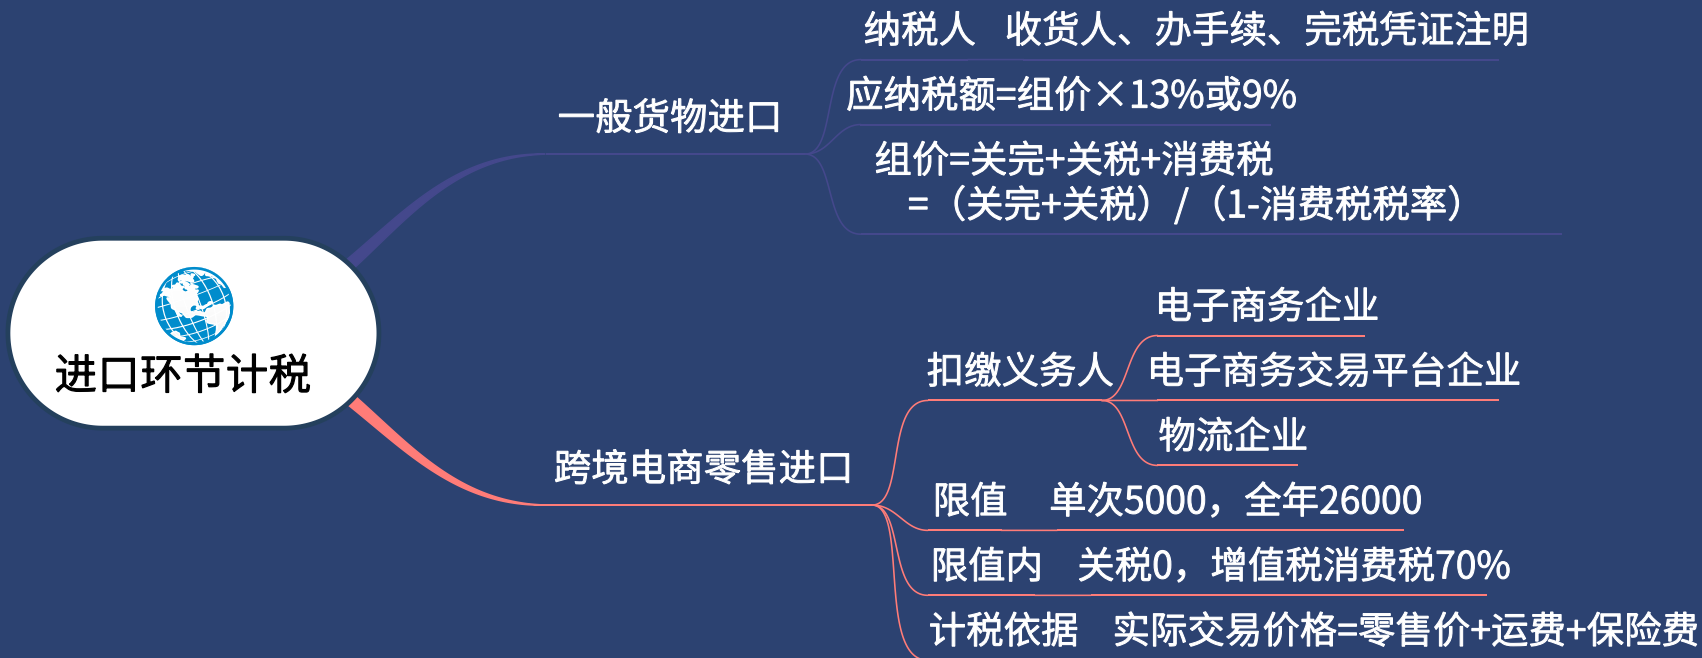 纳税人 收货人、办手续、完税凭证注明
应纳税额=组价×13%或9%
一般货物进口
组价=关完+关税+消费税
=（关完+关税）/（1-消费税税率）
进口环节计税
电子商务企业
扣缴义务人
电子商务交易平台企业
物流企业
跨境电商零售进口
限值 单次5000，全年26000
限值内 关税0，增值税消费税70%
计税依据 实际交易价格=零售价+运费+保险费